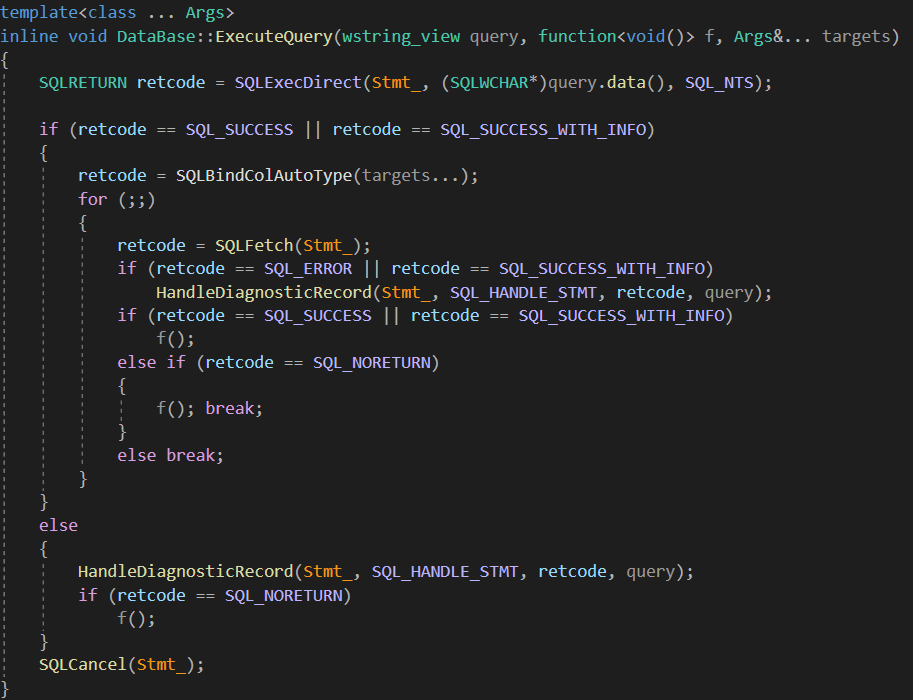 template<class ... Args>
inline void DataBase::ExecuteQuery(wstring_view query, function<void()> f, Args&... targets)
{
    SQLRETURN retcode = SQLExecDirect(Stmt_, (SQLWCHAR*)query.data(), SQL_NTS);
    if (retcode == SQL_SUCCESS || retcode == SQL_SUCCESS_WITH_INFO)
    {
        retcode = SQLBindColAutoType(targets...);
        for (;;)
        {
            retcode = SQLFetch(Stmt_);
            if (retcode == SQL_ERROR || retcode == SQL_SUCCESS_WITH_INFO)
                HandleDiagnosticRecord(Stmt_, SQL_HANDLE_STMT, retcode, query);
            if (retcode == SQL_SUCCESS || retcode == SQL_SUCCESS_WITH_INFO)
                f();
            else if (retcode == SQL_NORETURN)
            {
                f(); break;
            }
            else break;
        }
    }
    else
    {
        HandleDiagnosticRecord(Stmt_, SQL_HANDLE_STMT, retcode, query);
        if (retcode == SQL_NORETURN)
            f();
    }
    SQLCancel(Stmt_);
}